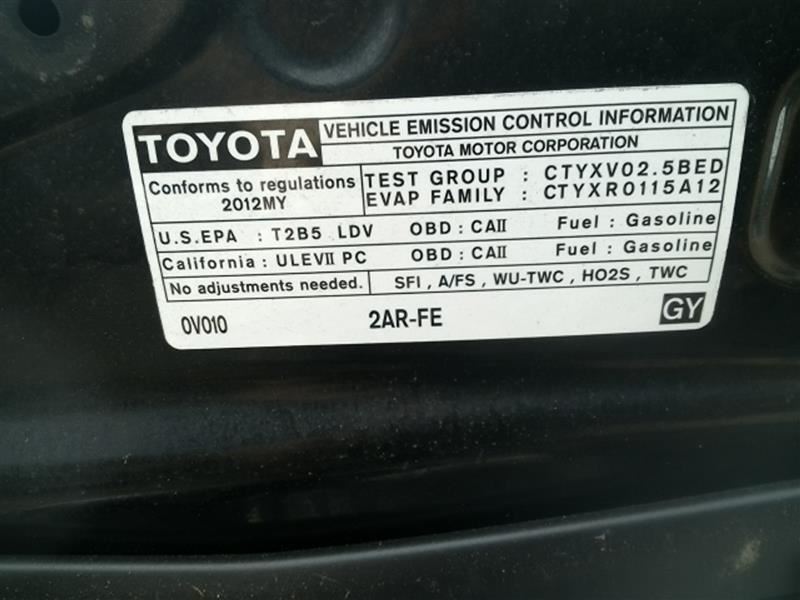 TOYOTA VEHICLE EMISSION CONTROL INFORMATION
TOYOTA MOTOR CORPORATION
Conforms to regulations
2012MY
TEST GROUP : CTYXV02.5BED
EVAP FAMILY : CTYXR0115A12
U.S.EPA : T2B5 LDV OBD : CAII Fuel : Gasoline
California : ULEVII PC OBD : CAII Fuel : Gasoline
No adjustments needed. SFI , A/FS , WU-TWC , HO2S , TWC
0V010 2AR-FE GY